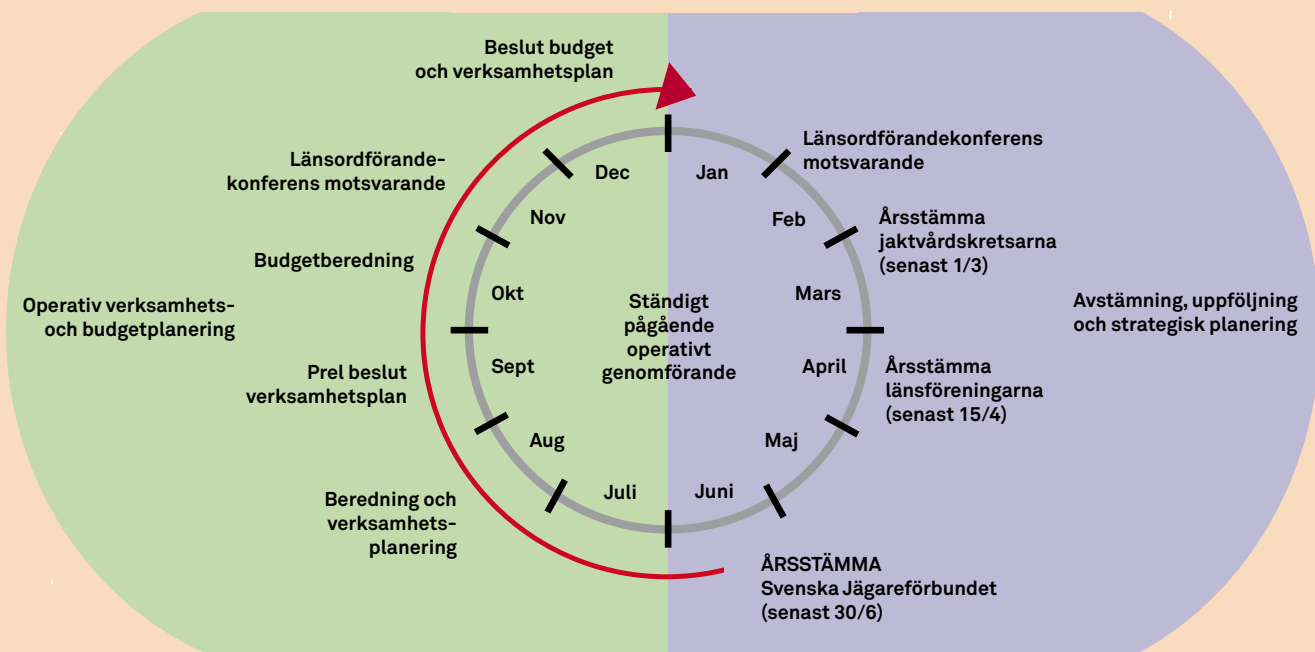 Beslut budget
och verksamhetsplan
Länsordförande-
konferens motsvarande
Budgetberedning
Operativ verksamhets-
och budgetplanering
Prel beslut
verksamhetsplan
Beredning och
verksamhets-
planering
Dec
Nov
Okt
Sept
Aug
Juli
Ständigt
pågående
operativt
genomförande
Jan
Feb
Mars
April
Maj
Juni
Länsordförandekonferens
motsvarande
Årsstämma
jaktvårdskretsarna
(senast 1/3)
Årsstämma
länsföreningarna
(senast 15/4)
ÅRSSTÄMMA
Svenska Jägareförbundet
(senast 30/6)
Avstämning, uppföljning
och strategisk planering